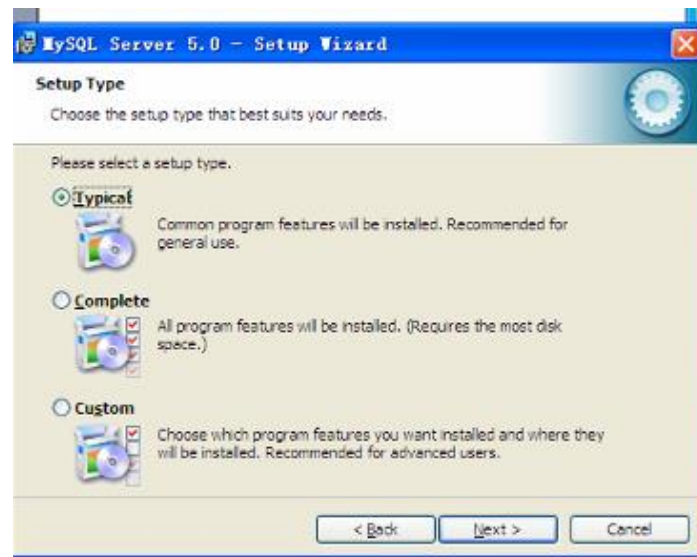 MySQL Server 5.0 - Setup Wizard
Setup Type
Choose the setup type that best suits your needs.
Please select a setup type.
Typical
Common program features will be installed. Recommended for
general use.
Complete
All program features will be installed. (Requires the most disk
space.)
Custom
Choose which program features you want installed and where they
will be installed. Recommended for advanced users.
< Back
Next >
Cancel